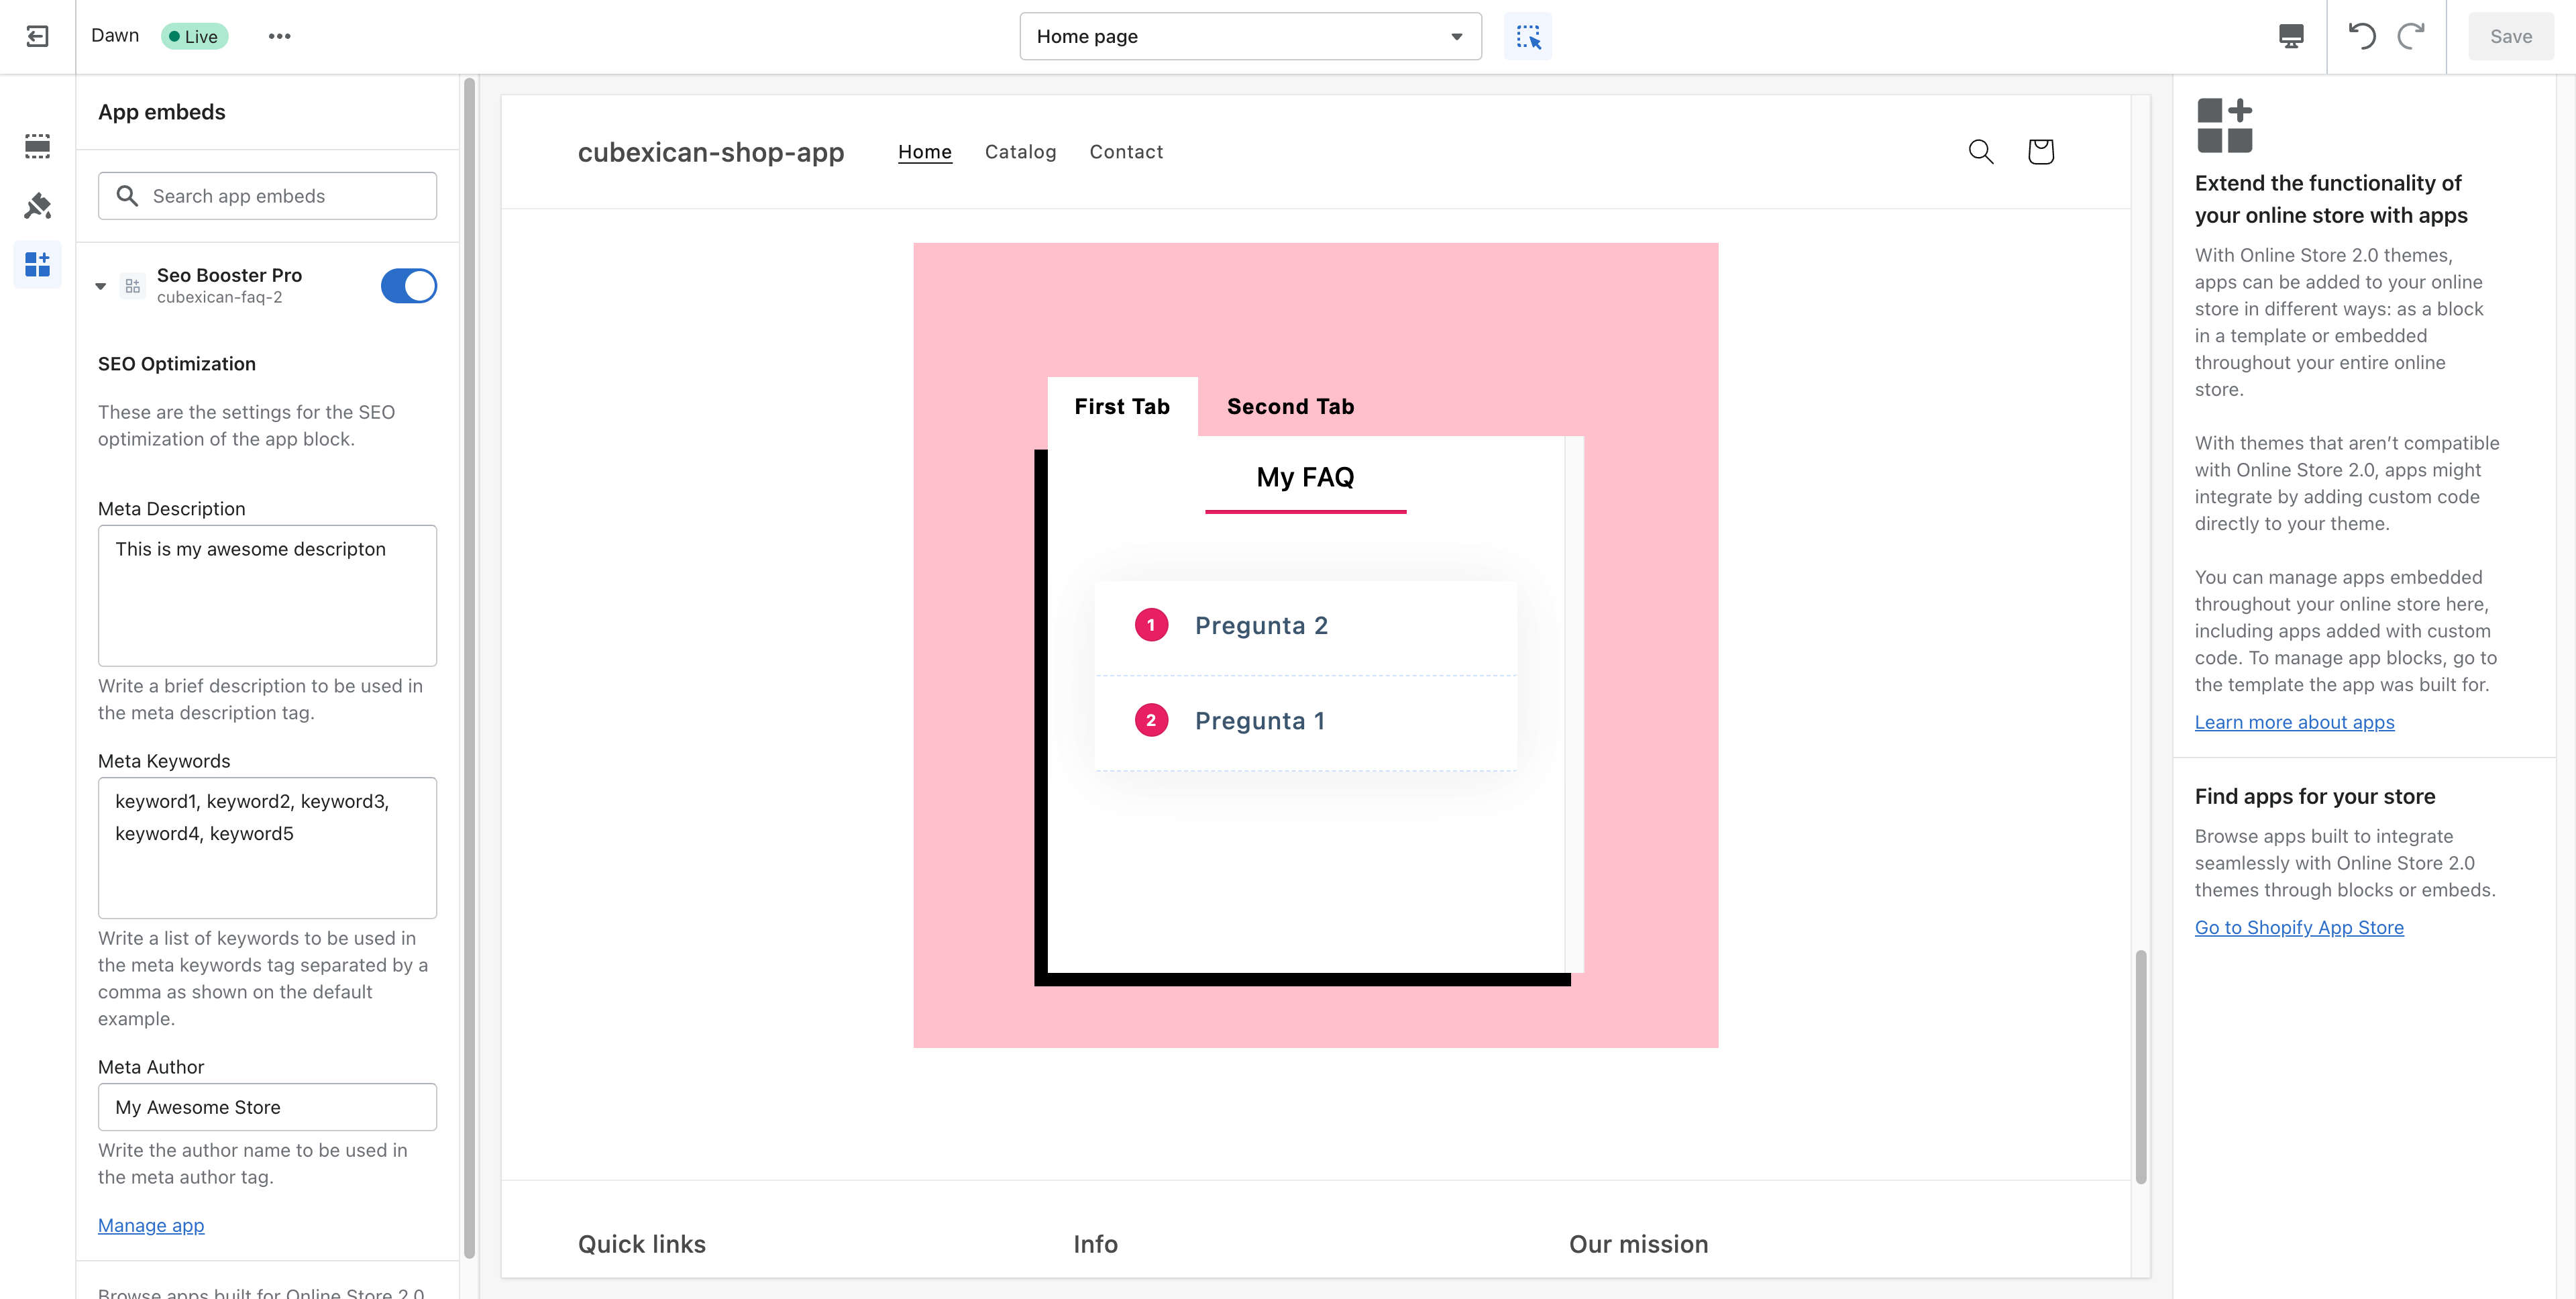 Dawn
Live
Home page
Save
App embeds
Search app embeds
Seo Booster Pro
cubexican-faq-2
SEO Optimization
These are the settings for the SEO
optimization of the app block.
Meta Description
This is my awesome descripton
Write a brief description to be used in
the meta description tag.
Meta Keywords
keyword1, keyword2, keyword3,
keyword4, keyword5
Write a list of keywords to be used in
the meta keywords tag separated by a
comma as shown on the default
example.
Meta Author
My Awesome Store
Write the author name to be used in
the meta author tag.
Manage app
Browse apps built for Online Store 2.0
cubexican-shop-app
Home
Catalog
Contact
First Tab
Second Tab
My FAQ
1 Pregunta 2
2 Pregunta 1
Quick links
Info
Our mission
Extend the functionality of
your online store with apps
With Online Store 2.0 themes,
apps can be added to your online
store in different ways: as a block
in a template or embedded
throughout your entire online
store.
With themes that aren’t compatible
with Online Store 2.0, apps might
integrate by adding custom code
directly to your theme.
You can manage apps embedded
throughout your online store here,
including apps added with custom
code. To manage app blocks, go to
the template the app was built for.
Learn more about apps
Find apps for your store
Browse apps built to integrate
seamlessly with Online Store 2.0
themes through blocks or embeds.
Go to Shopify App Store